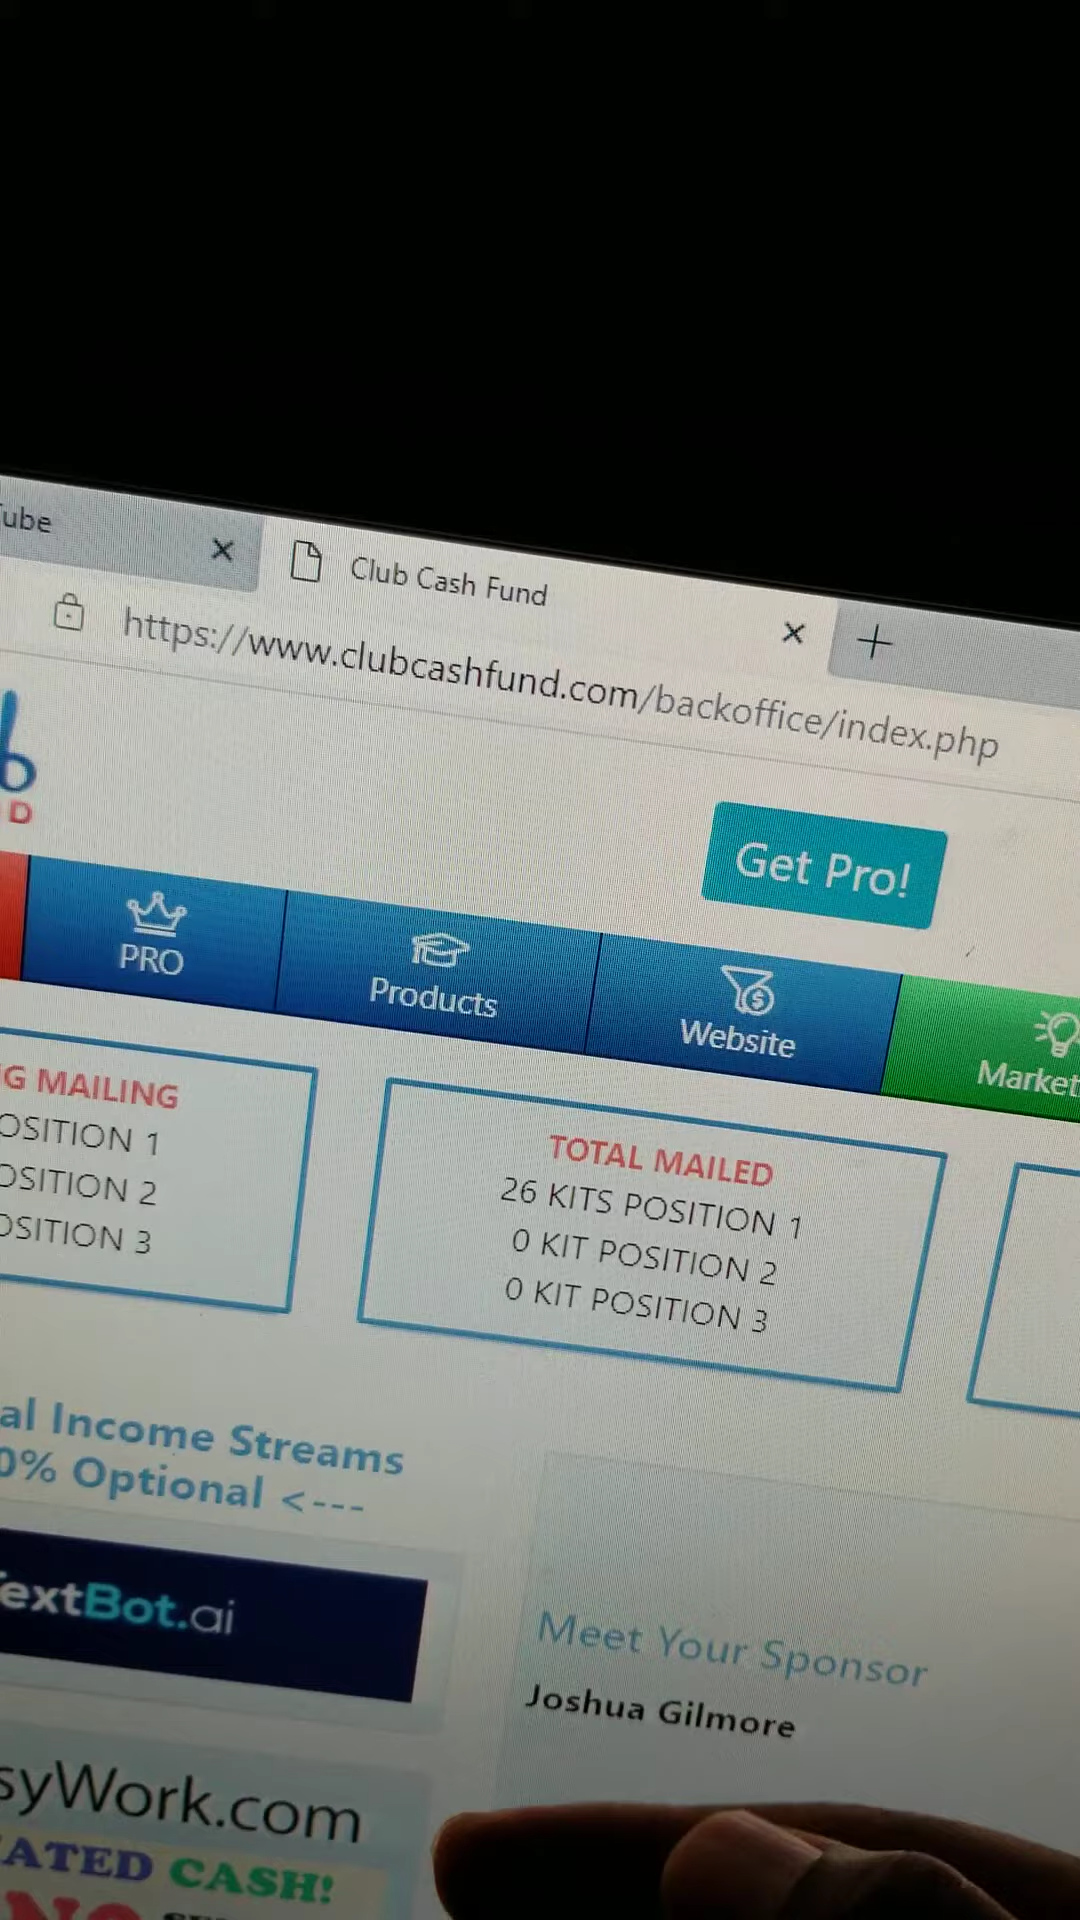 ube
Club Cash Fund
https://www.clubcashfund.com/backoffice/index.php
b
D
Get Pro!
PRO
Products
Website
Market
G MAILING
OSITION 1
OSITION 2
OSITION 3
TOTAL MAILED
26 KITS POSITION 1
0 KIT POSITION 2
0 KIT POSITION 3
al Income Streams
0% Optional <---
extBot.ai
Meet Your Sponsor
Joshua Gilmore
syWork.com
ATED CASH!
NO